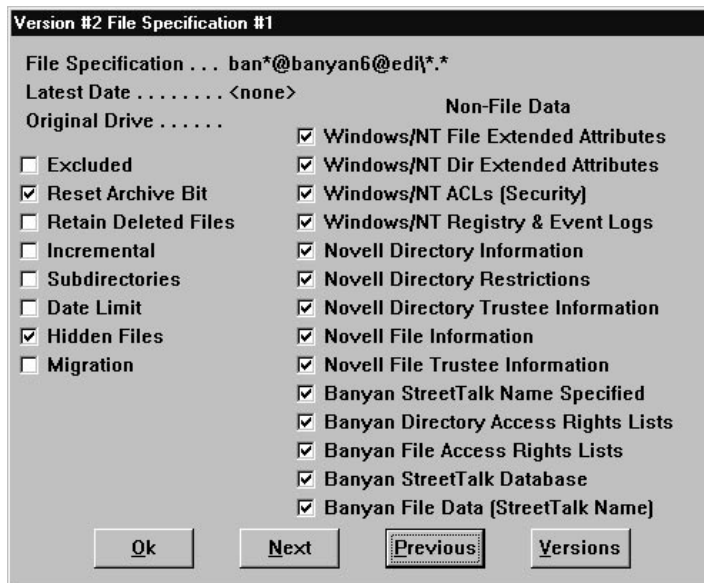 Version #2 File Specification #1
File Specification . . . ban*@banyan6@edi\*.*
Latest Date . . . . . . . . <none>
Original Drive . . . . . .
Excluded
Reset Archive Bit
Retain Deleted Files
Incremental
Subdirectories
Date Limit
Hidden Files
Migration
Non-File Data
Windows/NT File Extended Attributes
Windows/NT Dir Extended Attributes
Windows/NT ACLs (Security)
Windows/NT Registry & Event Logs
Novell Directory Information
Novell Directory Restrictions
Novell Directory Trustee Information
Novell File Information
Novell File Trustee Information
Banyan StreetTalk Name Specified
Banyan Directory Access Rights Lists
Banyan File Access Rights Lists
Banyan StreetTalk Database
Banyan File Data (StreetTalk Name)
Ok
Next
Previous
Versions